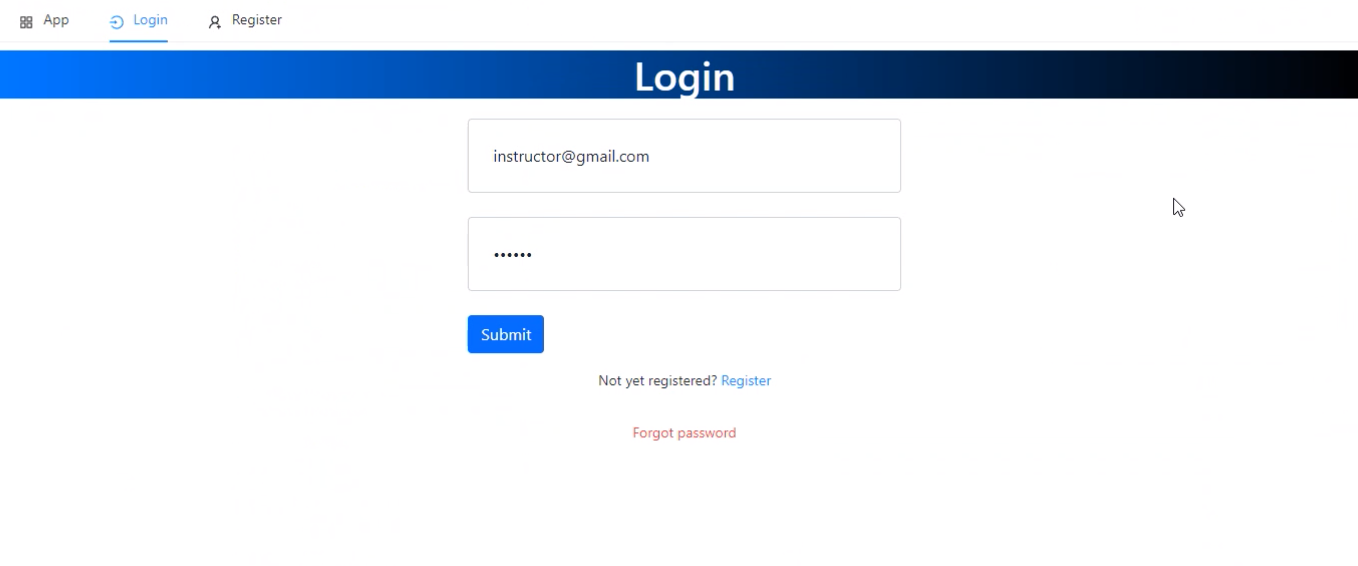 App Login Register
Login
instructor@gmail.com
••••••
Submit
Not yet registered? Register
Forgot password